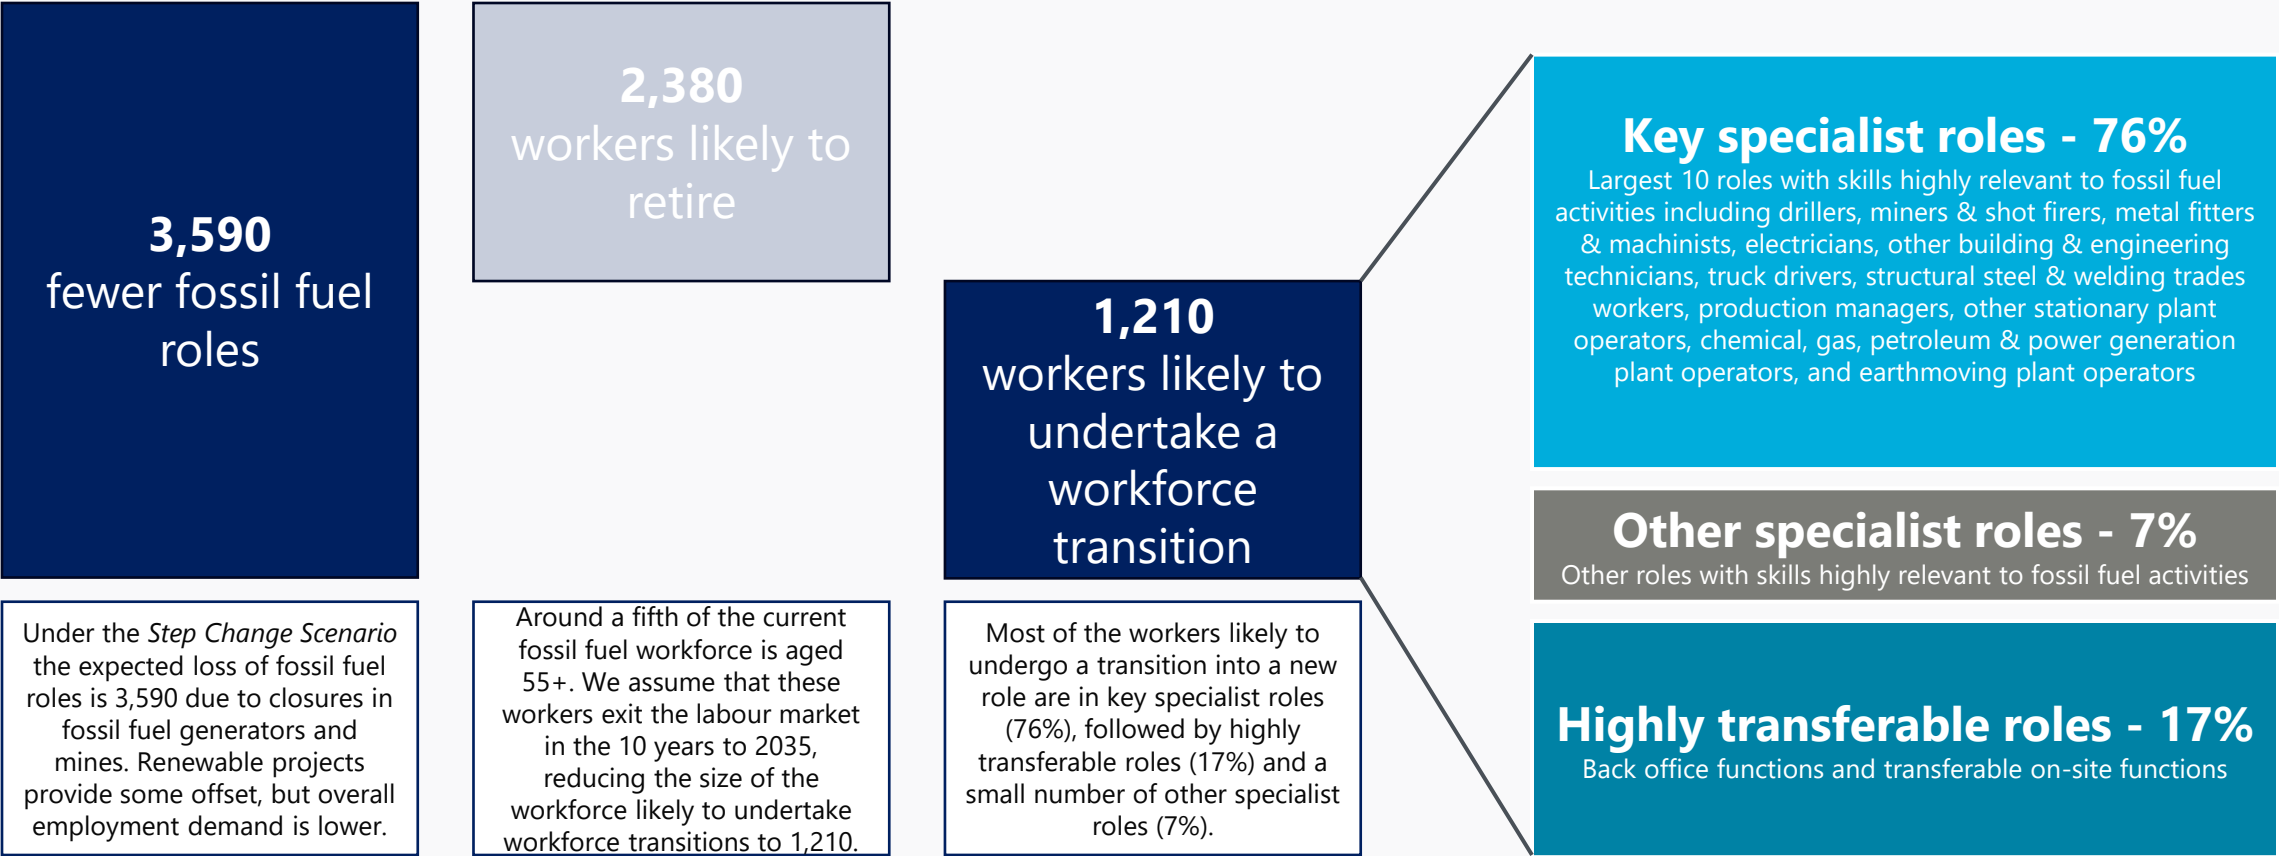 3,590
fewer fossil fuel
roles
2,380
workers likely to
retire
1,210
workers likely to
undertake a
workforce
transition
Key specialist roles - 76%
Largest 10 roles with skills highly relevant to fossil fuel
activities including drillers, miners & shot firers, metal fitters
& machinists, electricians, other building & engineering
technicians, truck drivers, structural steel & welding trades
workers, production managers, other stationary plant
operators, chemical, gas, petroleum & power generation
plant operators, and earthmoving plant operators
Other specialist roles - 7%
Other roles with skills highly relevant to fossil fuel activities
Highly transferable roles - 17%
Back office functions and transferable on-site functions
Under the Step Change Scenario
the expected loss of fossil fuel
roles is 3,590 due to closures in
fossil fuel generators and
mines. Renewable projects
provide some offset, but overall
employment demand is lower.
Around a fifth of the current
fossil fuel workforce is aged
55+. We assume that these
workers exit the labour market
in the 10 years to 2035,
reducing the size of the
workforce likely to undertake
workforce transitions to 1,210.
Most of the workers likely to
undergo a transition into a new
role are in key specialist roles
(76%), followed by highly
transferable roles (17%) and a
small number of other specialist
roles (7%).